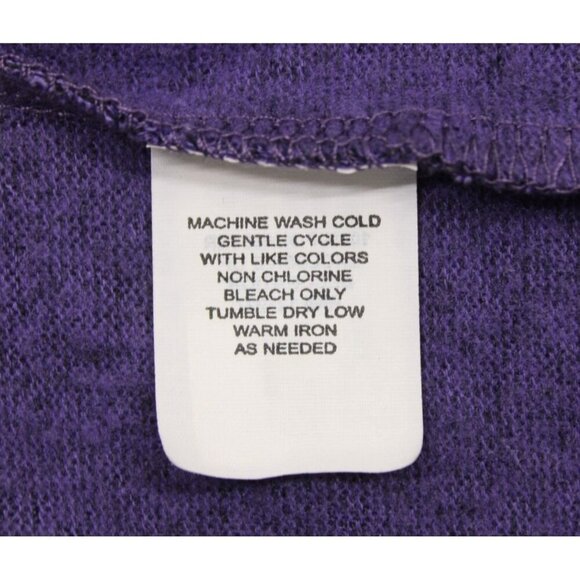 MACHINE WASH COLD
GENTLE CYCLE
WITH LIKE COLORS
NON CHLORINE
BLEACH ONLY
TUMBLE DRY LOW
WARM IRON
AS NEEDED